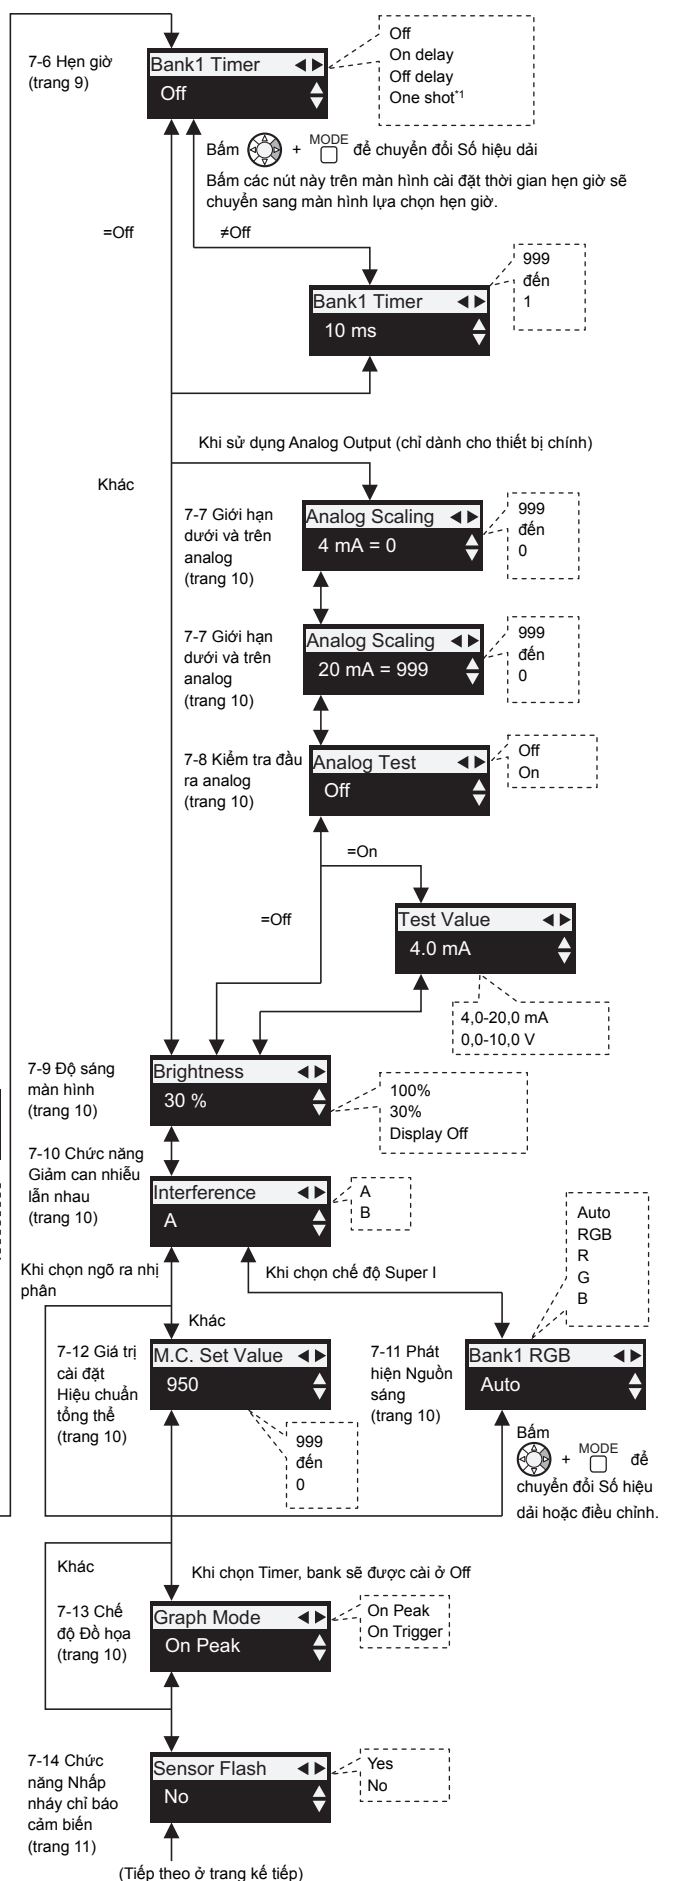 7-6 Hẹn giờ
(trang 9)
Bank1 Timer
Off
Off
On delay
Off delay
One shot*1
Bấm + MODE để chuyển đổi Số hiệu dải
Bấm các nút này trên màn hình cài đặt thời gian hẹn giờ sẽ
chuyển sang màn hình lựa chọn hẹn giờ.
=Off
≠Off
Bank1 Timer
10 ms
999
đến
1
Khi sử dụng Analog Output (chỉ dành cho thiết bị chính)
Khác
7-7 Giới hạn
dưới và trên
analog
(trang 10)
Analog Scaling
4 mA = 0
999
đến
0
7-7 Giới hạn
dưới và trên
analog
(trang 10)
Analog Scaling
20 mA = 999
999
đến
0
7-8 Kiểm tra đầu
ra analog
(trang 10)
Analog Test
Off
Off
On
=On
=Off
Test Value
4.0 mA
4,0-20,0 mA
0,0-10,0 V
7-9 Độ sáng
màn hình
(trang 10)
Brightness
30 %
100%
30%
Display Off
7-10 Chức năng
Giảm can nhiễu
lẫn nhau
(trang 10)
Interference
A
A
B
Khi chọn ngõ ra nhị
phân
Khi chọn chế độ Super I
Auto
RGB
R
G
B
Khác
7-12 Giá trị
cài đặt
Hiệu chuẩn
tổng thể
(trang 10)
M.C. Set Value
950
999
đến
0
7-11 Phát
hiện Nguồn
sáng
(trang 10)
Bank1 RGB
Auto
Bấm
+ MODE để
chuyển đổi Số hiệu
dải hoặc điều chỉnh.
Khác
Khi chọn Timer, bank sẽ được cài ở Off
7-13 Chế
độ Đồ họa
(trang 10)
Graph Mode
On Peak
On Peak
On Trigger
7-14 Chức
năng Nhấp
nháy chỉ báo
cảm biến
(trang 11)
Sensor Flash
No
Yes
No
(Tiếp theo ở trang kế tiếp)